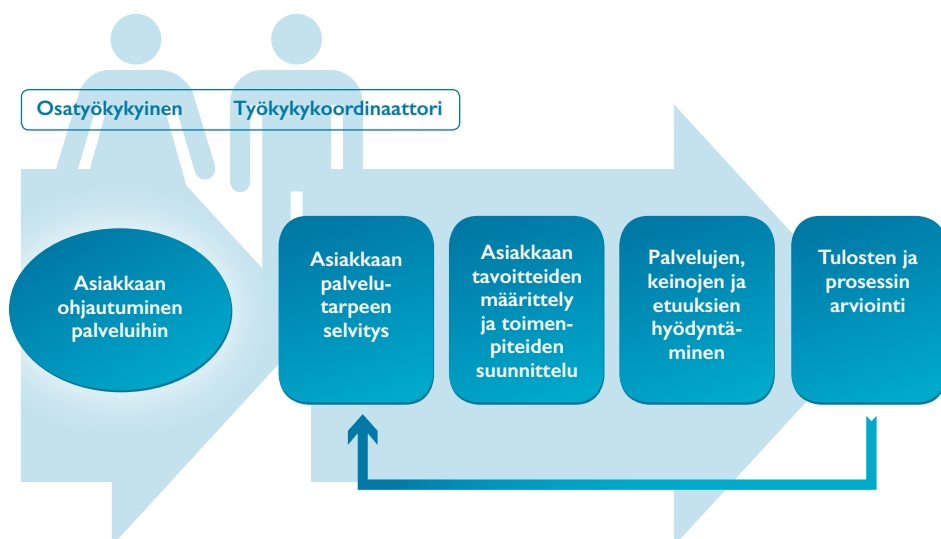 Osatyökykyinen Työkykykoordinaattori
Asiakkaan
ohjautuminen
palveluihin
Asiakkaan
palvelu-
tarpeen
selvitys
Asiakkaan
tavoitteiden
määrittely
ja toimen-
piteiden
suunnittelu
Palvelujen,
keinojen ja
etuuksien
hyödyntä-
minen
Tulosten ja
prosessin
arviointi